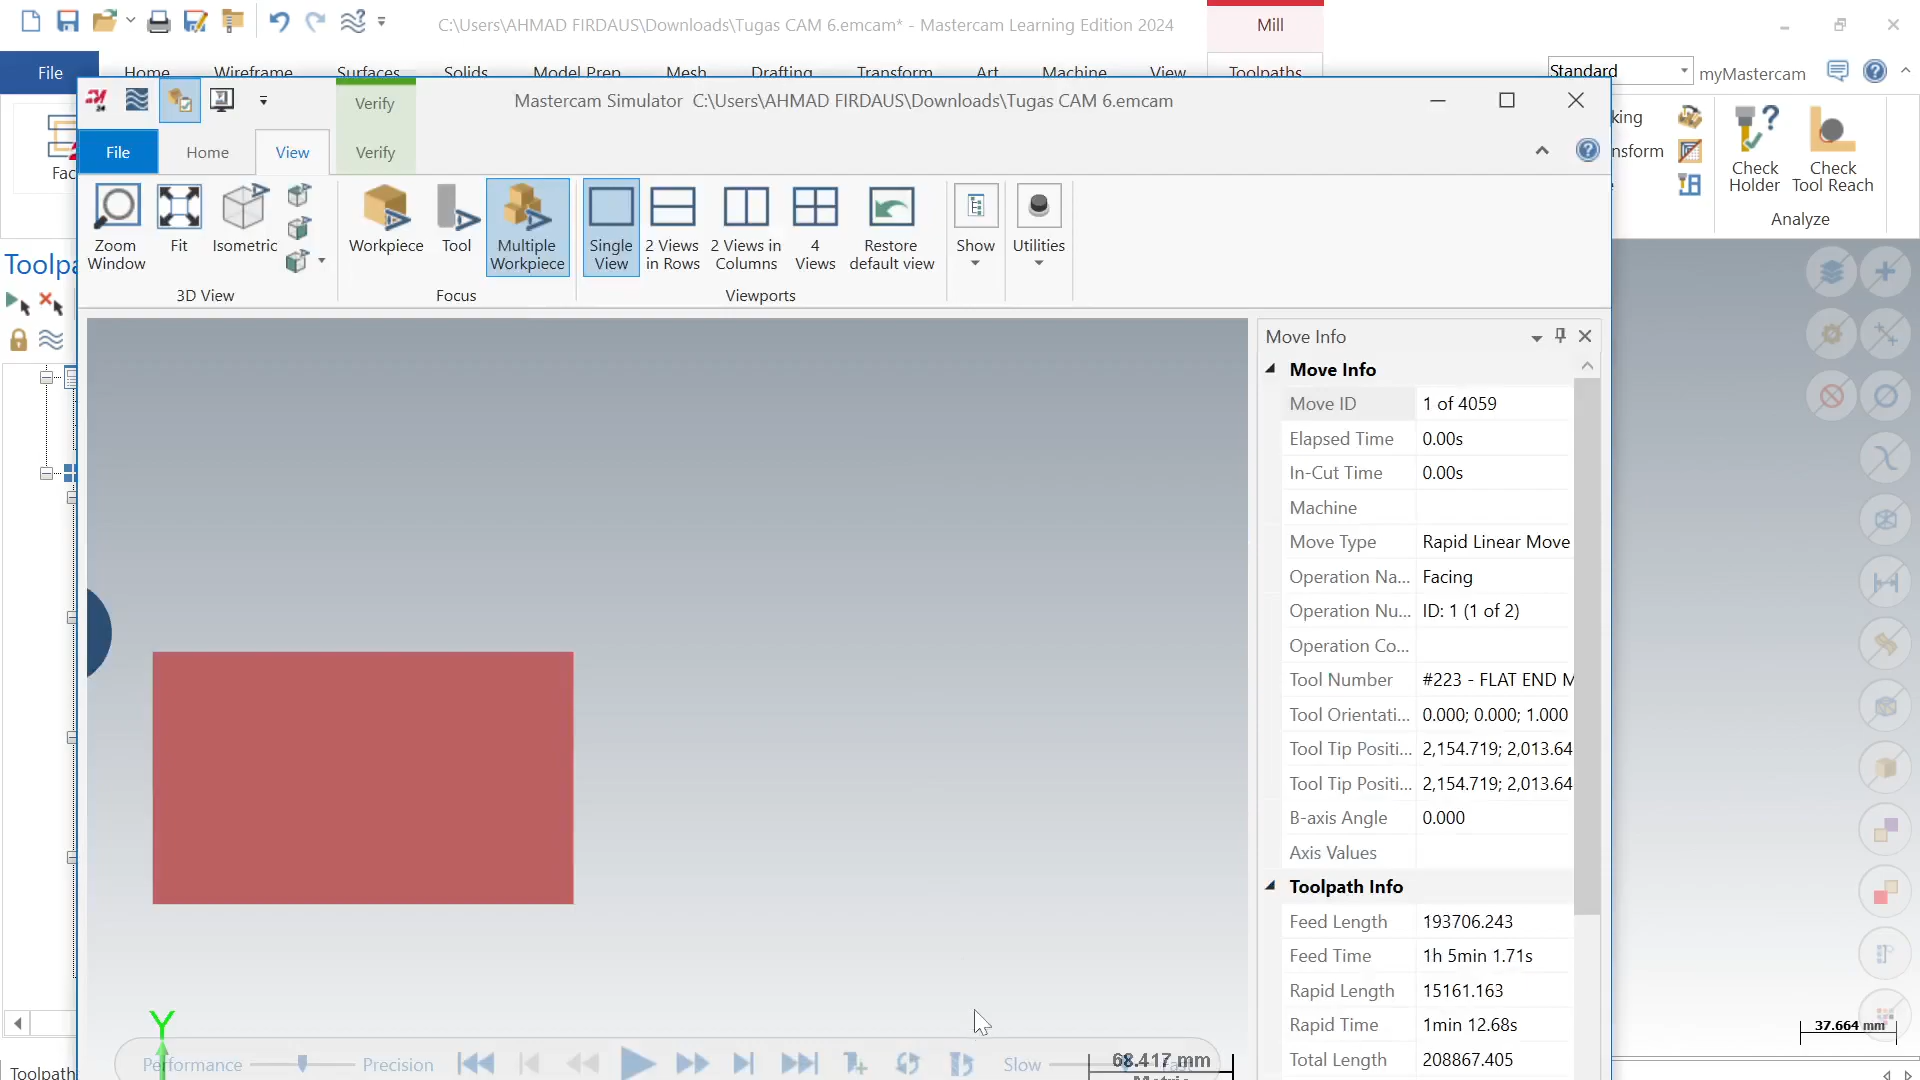 C:\Users\AHMAD FIRDAUS\Downloads\Tugas CAM 6.emcam* - Mastercam Learning Edition 2024
Mill
File
Home
Wireframe
Surfaces
Solids
Model Prep
Mesh
Drafting
Transform
Art
Machine
View
Toolpaths
Standard
myMastercam
Verify
Mastercam Simulator C:\Users\AHMAD FIRDAUS\Downloads\Tugas CAM 6.emcam
File
Home
View
Verify
Fac
king
nsform
Check
Holder
Check
Tool Reach
Analyze
Zoom
Window
Fit
Isometric
Workpiece
Tool
Multiple
Workpiece
Single
View
2 Views
in Rows
2 Views in
Columns
4
Views
Restore
default view
Show
Utilities
3D View
Focus
Viewports
Toolpa
Move Info
Move Info
Move ID 1 of 4059
Elapsed Time 0.00s
In-Cut Time 0.00s
Machine
Move Type Rapid Linear Move
Operation Na... Facing
Operation Nu... ID: 1 (1 of 2)
Operation Co...
Tool Number #223 - FLAT END M
Tool Orientati... 0.000; 0.000; 1.000
Tool Tip Positi... 2,154.719; 2,013.64
Tool Tip Positi... 2,154.719; 2,013.64
B-axis Angle 0.000
Axis Values
Toolpath Info
Feed Length 193706.243
Feed Time 1h 5min 1.71s
Rapid Length 15161.163
Rapid Time 1min 12.68s
Total Length 208867.405
Y
Performance
Precision
Slow
68.417 mm
Metric
37.664 mm
Toolpath